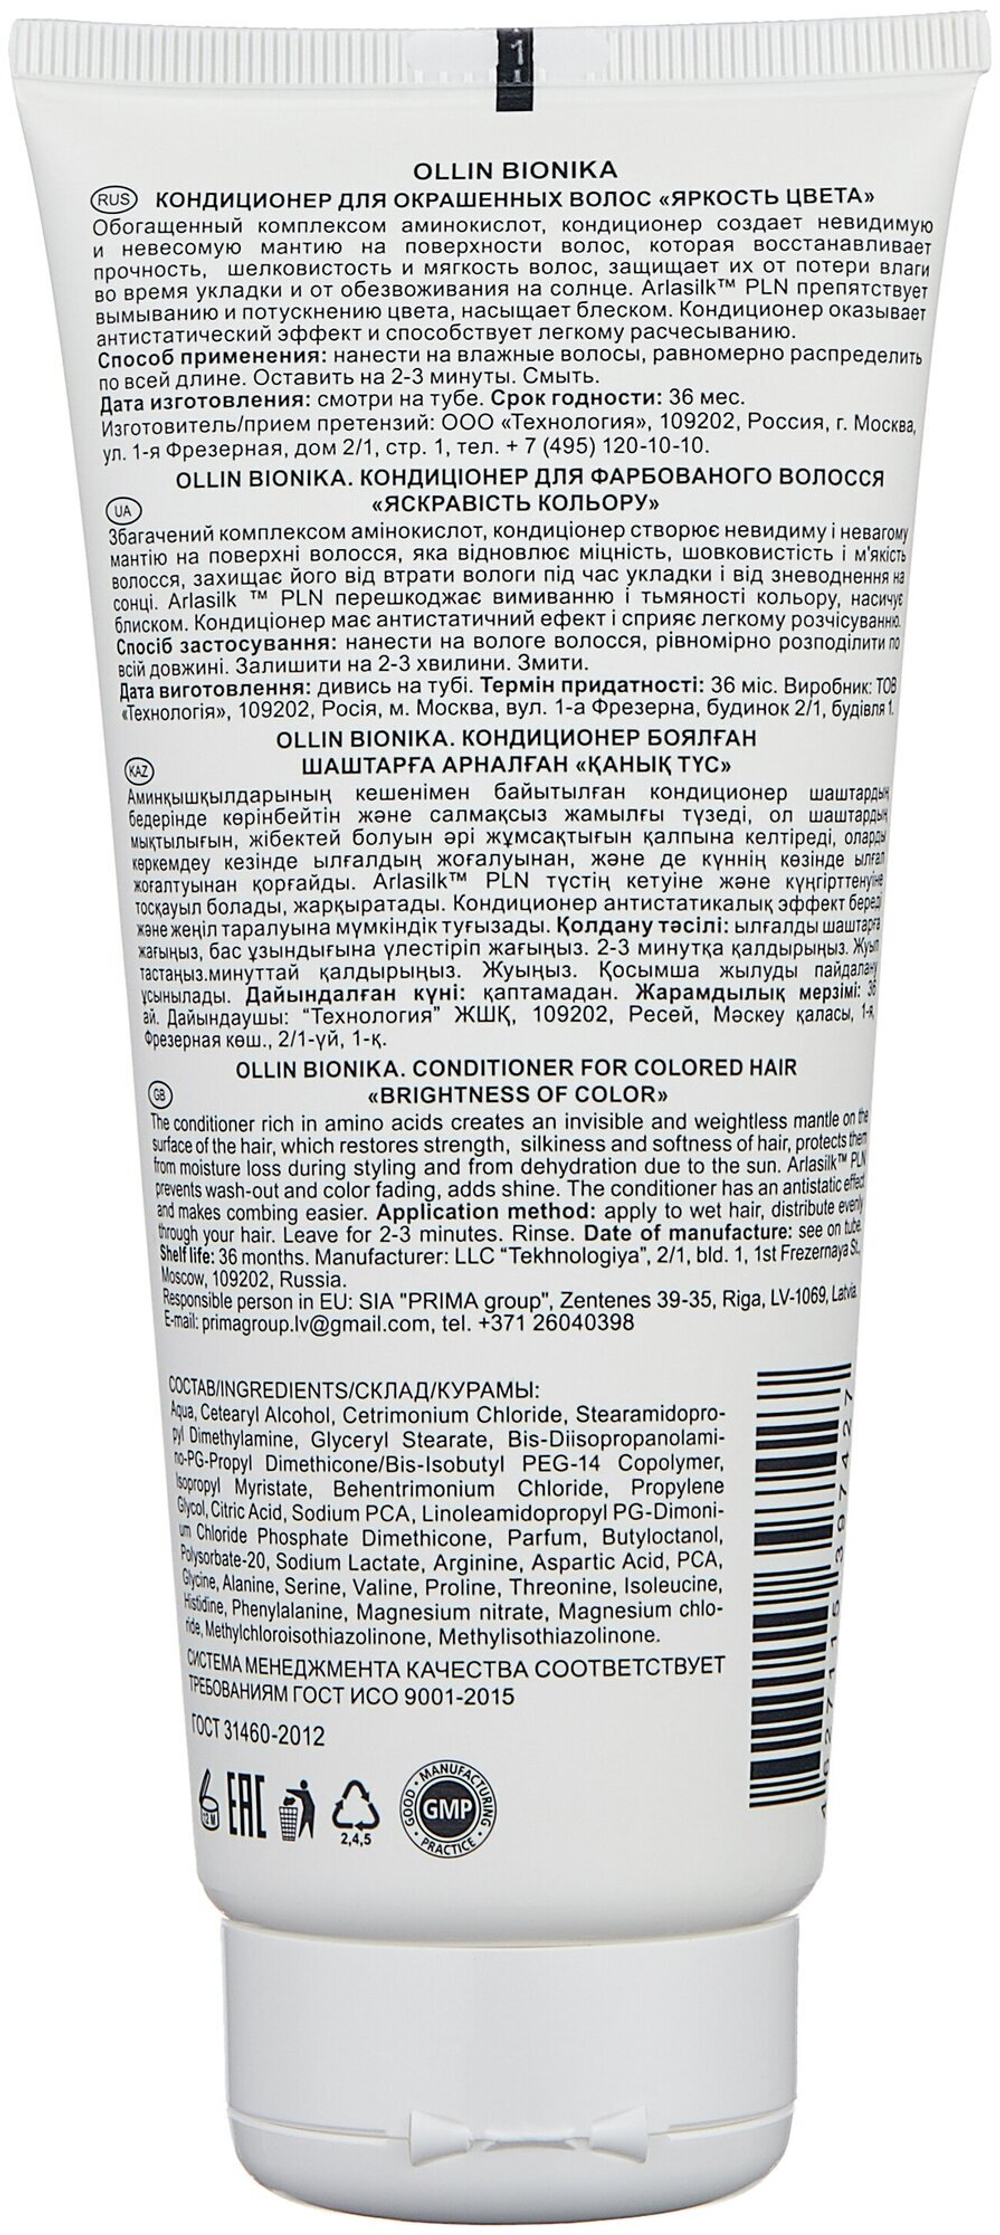 OLLIN BIONIKA
RUS КОНДИЦИОНЕР ДЛЯ ОКРАШЕННЫХ ВОЛОС «ЯРКОСТЬ ЦВЕТА»
Обогащенный комплексом аминокислот, кондиционер создает невидимую
и невесомую мантию на поверхности волос, которая восстанавливает
прочность, шелковистость и мягкость волос, защищает их от потери влаги
во время укладки и от обезвоживания на солнце. Arlasilk™ PLN препятствует
вымыванию и потускнению цвета, насыщает блеском. Кондиционер оказывает
антистатический эффект и способствует легкому расчесыванию.
Способ применения: нанести на влажные волосы, равномерно распределить
по всей длине. Оставить на 2-3 минуты. Смыть.
Дата изготовления: смотри на тубе. Срок годности: 36 мес.
Изготовитель/прием претензий: ООО «Технология», 109202, Россия, г. Москва,
ул. 1-я Фрезерная, дом 2/1, стр. 1, тел. + 7 (495) 120-10-10.
OLLIN BIONIKA. КОНДИЦІОНЕР ДЛЯ ФАРБОВАНОГО ВОЛОССЯ
UA «ЯСКРАВІСТЬ КОЛЬОРУ»
Збагачений комплексом амінокислот, кондиціонер створює невидиму і невагому
мантію на поверхні волосся, яка відновлює міцність, шовковистість і м'якість
волосся, захищає його від втрати вологи під час укладки і від зневоднення на
сонці. Arlasilk ™ PLN перешкоджає вимиванню і тьмяності кольору, насичує
блиском. Кондиціонер має антистатичний ефект і сприяє легкому розчісуванню.
Спосіб застосування: нанести на вологе волосся, рівномірно розподілити по
всій довжині. Залишити на 2-3 хвилини. Змити.
Дата виготовлення: дивись на тубі. Термін придатності: 36 міс. Виробник: ТОВ
«Технологія», 109202, Росія, м. Москва, вул. 1-а Фрезерна, будинок 2/1, будівля 1.
OLLIN BIONIKA. КОНДИЦИОНЕР БОЯЛҒАН
KAZ ШАШТАРҒА АРНАЛҒАН «ҚАНЫҚ ТҮС»
Аминқышқылдарының кешенімен байытылған кондиционер шаштардың
бедерінде көрінбейтін және салмақсыз жамылғы түзеді, ол шаштардың
мықтылығын, жібектей болуын әрі жұмсақтығын қалпына келтіреді, оларды
көркемдеу кезінде ылғалдың жоғалуынан, және де күннің көзінде ылғал
жоғалтуынан қорғайды. Arlasilk™ PLN түстің кетуіне және күңгірттенуіне
тосқауыл болады, жарқыратады. Кондиционер антистатикалық эффект береді
және жеңіл таралуына мүмкіндік туғызады. Қолдану тәсілі: ылғалды шаштарға
жағыңыз, бас ұзындығына үлестіріп жағыңыз. 2-3 минутқа қалдырыңыз. Жуып
тастаңыз.минуттай қалдырыңыз. Жуыңыз. Қосымша жылуды пайдалану
ұсынылады. Дайындалған күні: қаптамадан. Жарамдылық мерзімі: 36
ай. Дайындаушы: “Технология” ЖШҚ, 109202, Ресей, Мәскеу қаласы, 1-я,
Фрезерная көш., 2/1-үй, 1-қ.
OLLIN BIONIKA. CONDITIONER FOR COLORED HAIR
GB «BRIGHTNESS OF COLOR»
The conditioner rich in amino acids creates an invisible and weightless mantle on the
surface of the hair, which restores strength, silkiness and softness of hair, protects them
from moisture loss during styling and from dehydration due to the sun. Arlasilk™ PLN
prevents wash-out and color fading, adds shine. The conditioner has an antistatic effect
and makes combing easier. Application method: apply to wet hair, distribute evenly
through your hair. Leave for 2-3 minutes. Rinse. Date of manufacture: see on tube.
Shelf life: 36 months. Manufacturer: LLC “Tekhnologiya”, 2/1, bld. 1, 1st Frezernaya St.,
Moscow, 109202, Russia.
Responsible person in EU: SIA "PRIMA group", Zentenes 39-35, Riga, LV-1069, Latvia.
E-mail: primagroup.lv@gmail.com, tel. +371 26040398
СОСТАВ/INGREDIENTS/СКЛАД/КУРАМЫ:
Aqua, Cetearyl Alcohol, Cetrimonium Chloride, Stearamidopro-
pyl Dimethylamine, Glyceryl Stearate, Bis-Diisopropanolami-
no-PG-Propyl Dimethicone/Bis-Isobutyl PEG-14 Copolymer,
Isopropyl Myristate, Behentrimonium Chloride, Propylene
Glycol, Citric Acid, Sodium PCA, Linoleamidopropyl PG-Dimoni-
um Chloride Phosphate Dimethicone, Parfum, Butyloctanol,
Polysorbate-20, Sodium Lactate, Arginine, Aspartic Acid, PCA,
Glycine, Alanine, Serine, Valine, Proline, Threonine, Isoleucine,
Histidine, Phenylalanine, Magnesium nitrate, Magnesium chlo-
ride, Methylchloroisothiazolinone, Methylisothiazolinone.
СИСТЕМА МЕНЕДЖМЕНТА КАЧЕСТВА СООТВЕТСТВУЕТ
ТРЕБОВАНИЯМ ГОСТ ИСО 9001-2015
ГОСТ 31460-2012
12 M EAC 2,4,5
GOOD · MANUFACTURING · PRACTICE
GMP
4627115397427